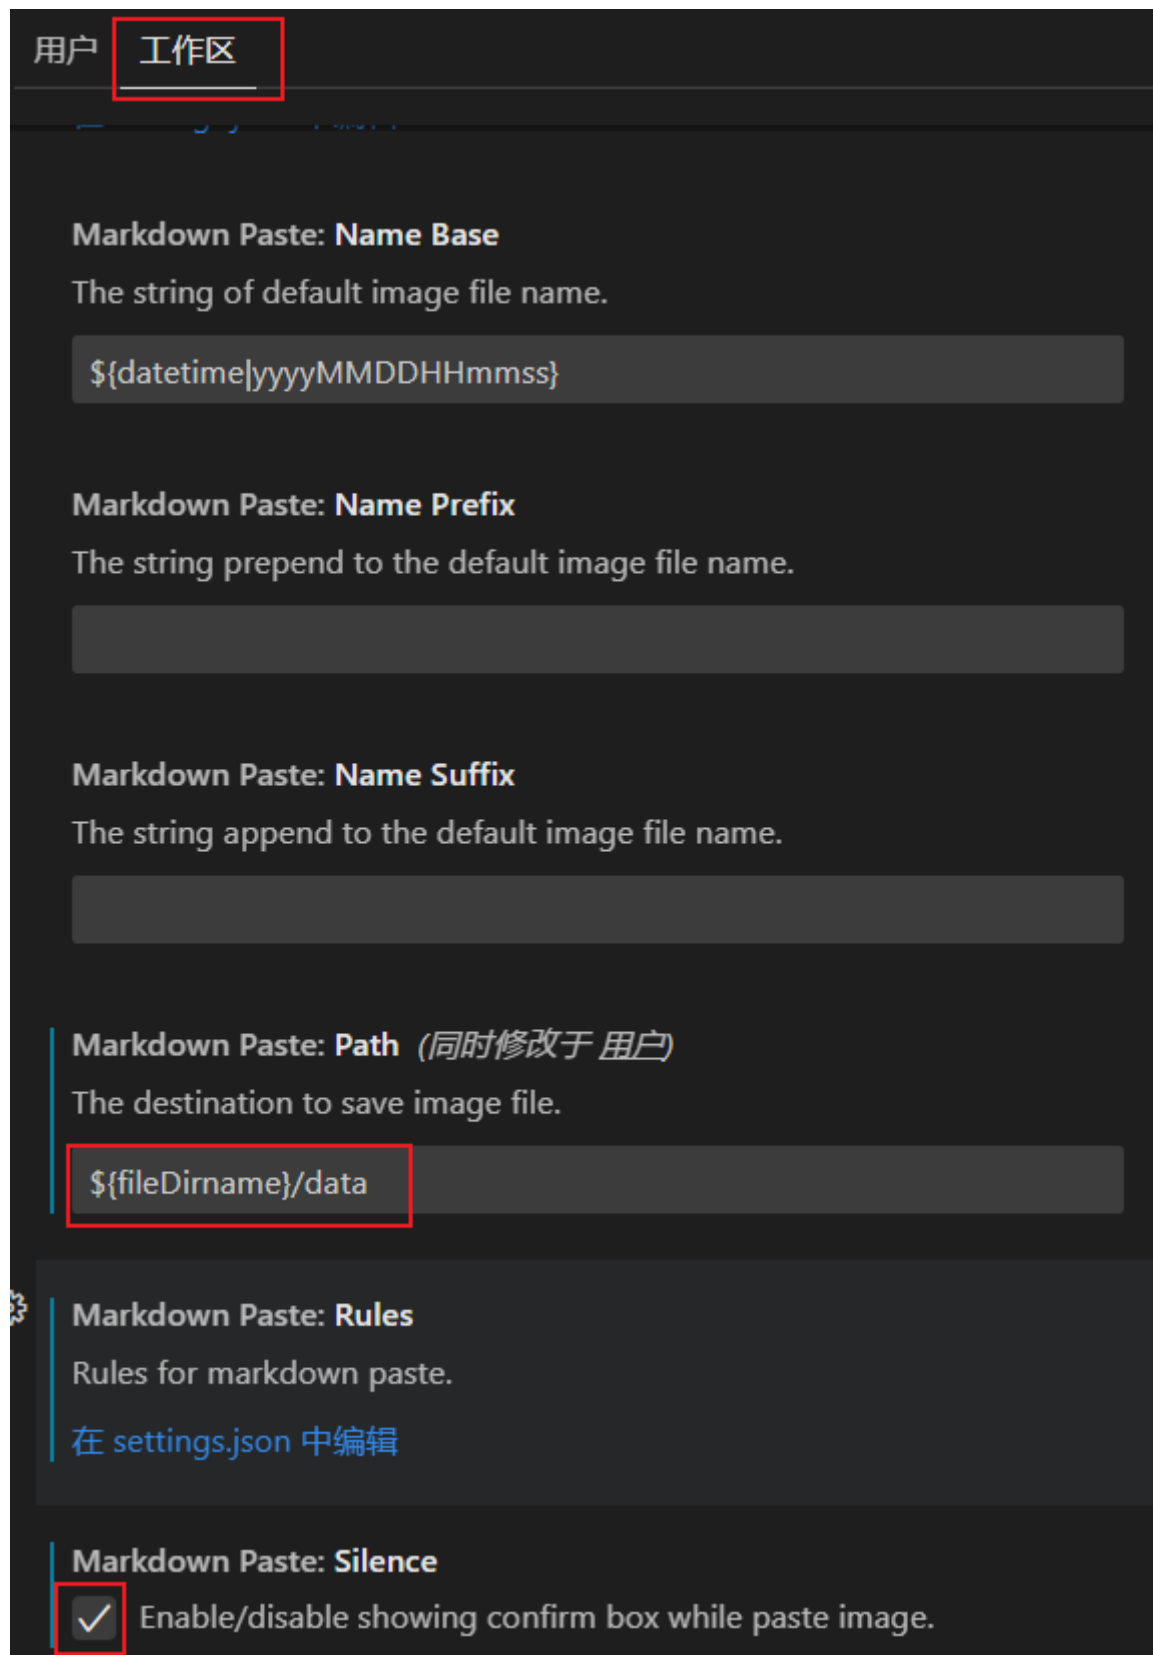 用户 工作区
Markdown Paste: Name Base
The string of default image file name.
${datetime|yyyyMMDDHHmmss}
Markdown Paste: Name Prefix
The string prepend to the default image file name.
Markdown Paste: Name Suffix
The string append to the default image file name.
Markdown Paste: Path (同时修改于 用户)
The destination to save image file.
${fileDirname}/data
Markdown Paste: Rules
Rules for markdown paste.
在 settings.json 中编辑
Markdown Paste: Silence
Enable/disable showing confirm box while paste image.